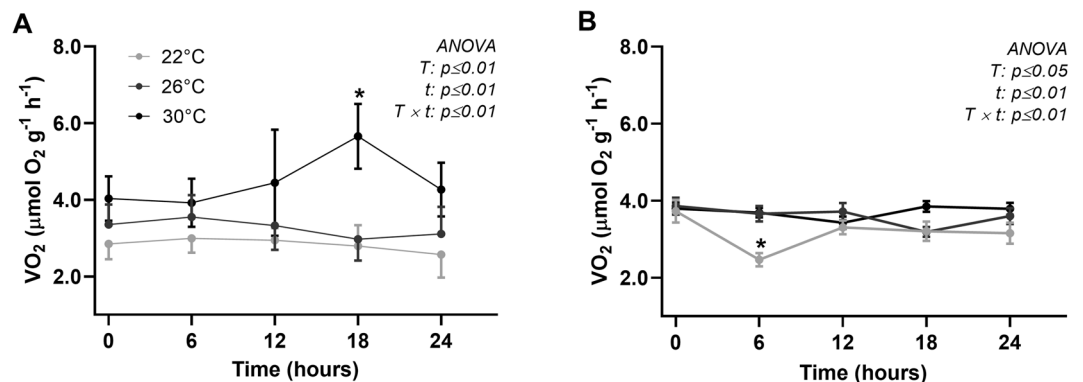 A
8.0
6.0
4.0
2.0
VO₂ (μmol O₂ g⁻¹ h⁻¹)
22°C
26°C
30°C
ANOVA
T: p≤0.01
t: p≤0.01
T × t: p≤0.01
*
0 6 12 18 24
Time (hours)
B
8.0
6.0
4.0
2.0
VO₂ (μmol O₂ g⁻¹ h⁻¹)
ANOVA
T: p≤0.05
t: p≤0.01
T × t: p≤0.01
*
0 6 12 18 24
Time (hours)